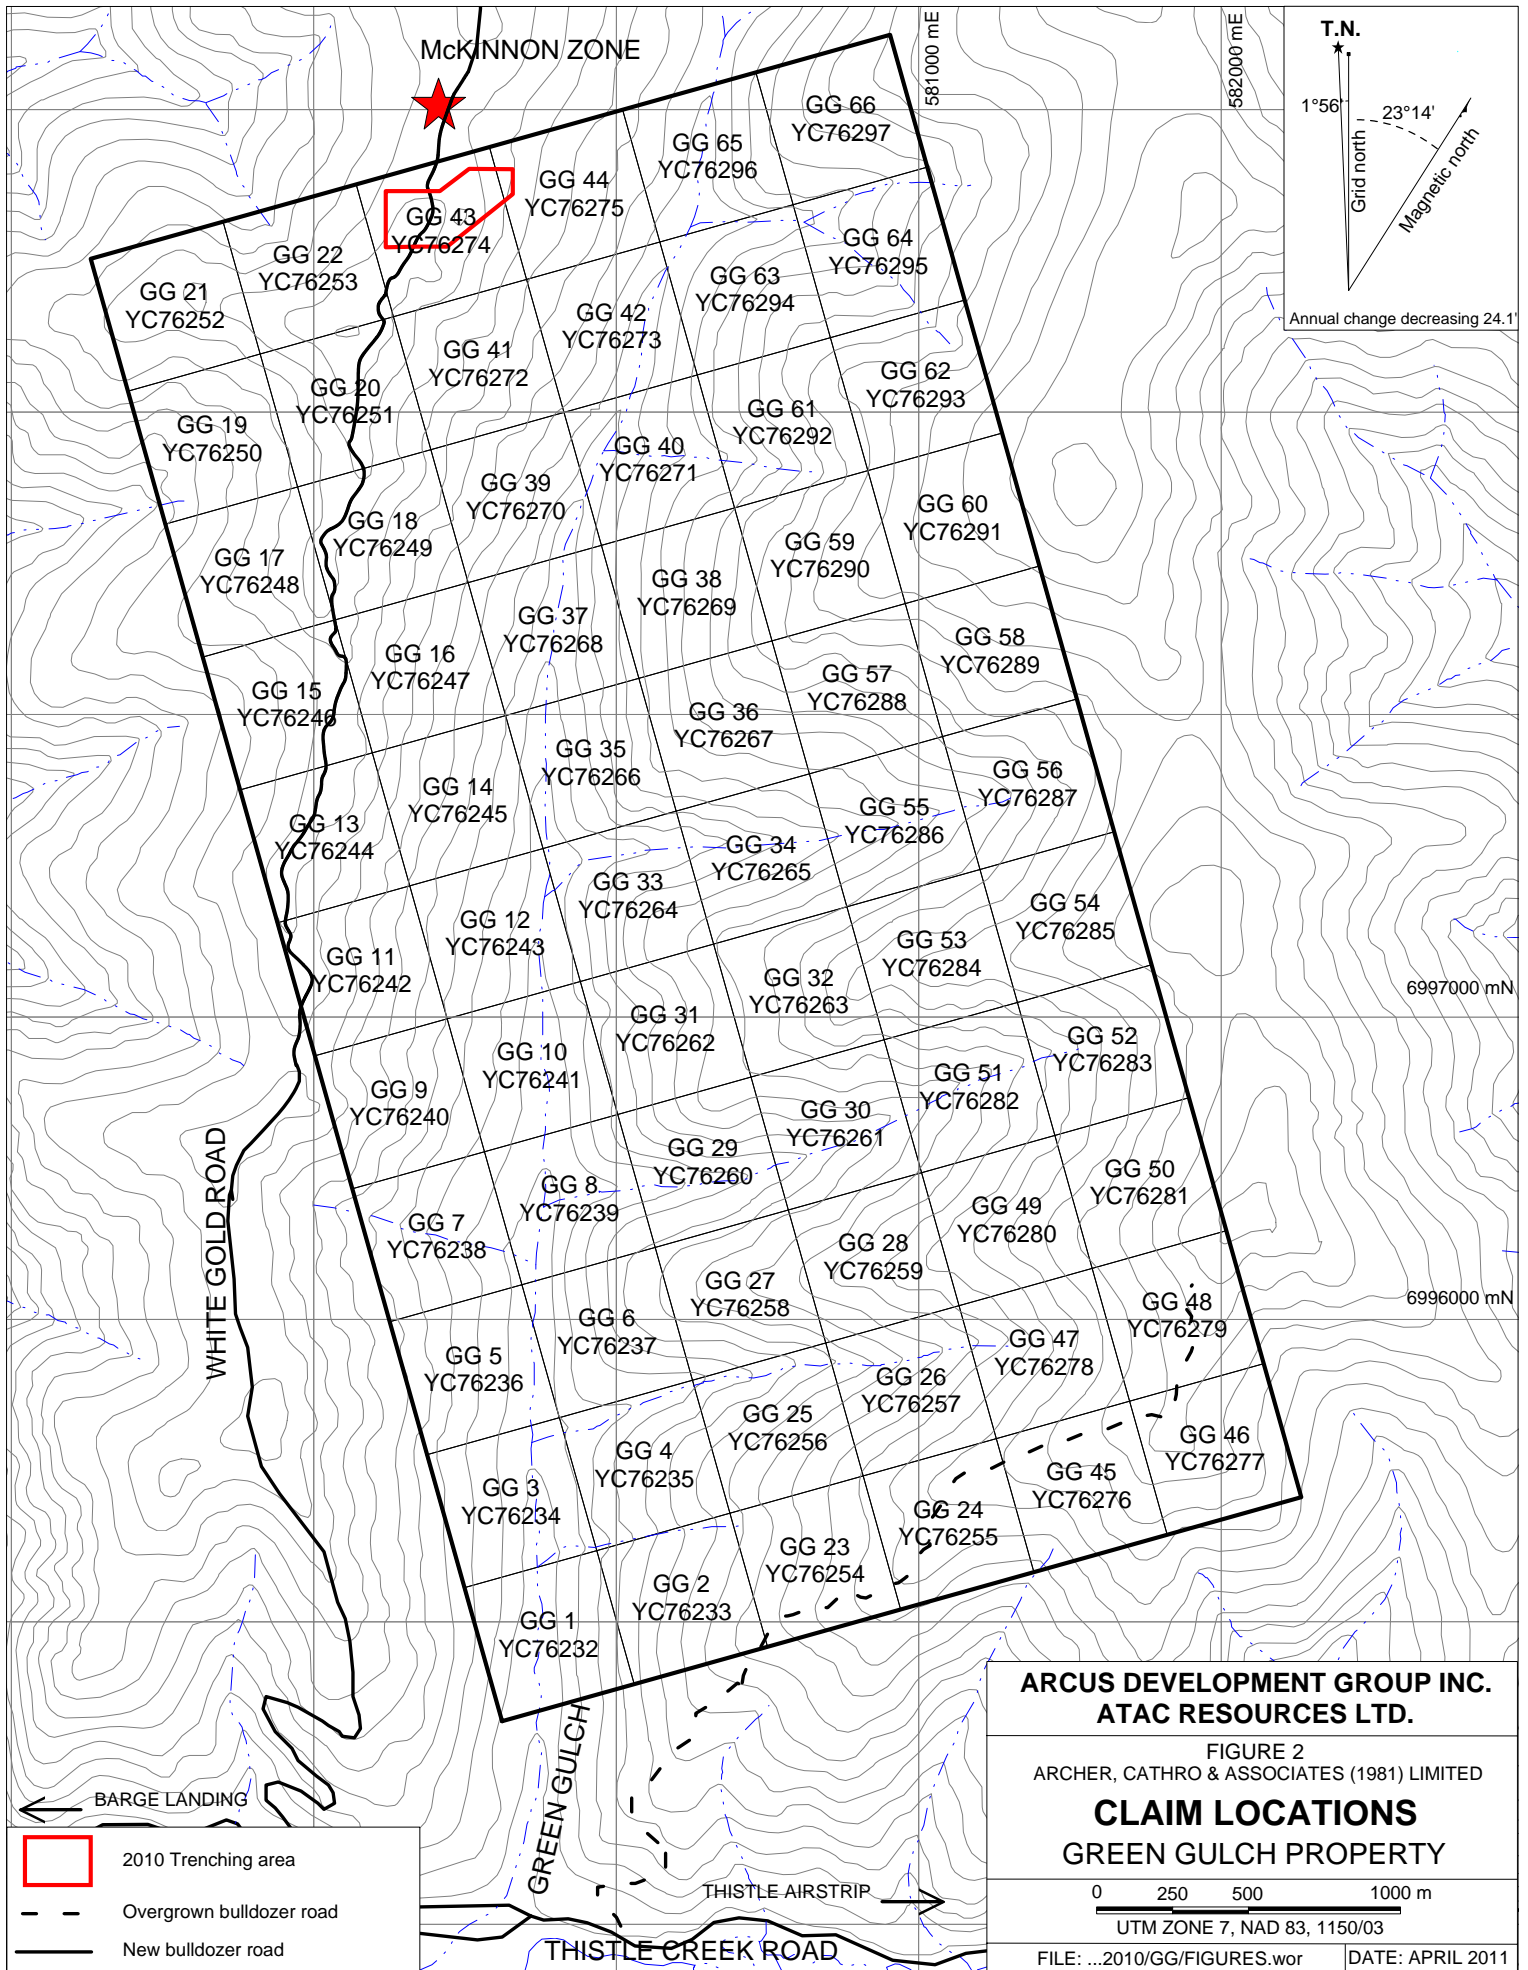 McKINNON ZONE
581000 mE
582000 mE
T.N.
1°56'
23°14'
Grid north
Magnetic north
Annual change decreasing 24.1'
GG 66
YC76297
GG 65
YC76296
GG 44
YC76275
GG 43
YC76274
GG 22
YC76253
GG 21
YC76252
GG 64
YC76295
GG 63
YC76294
GG 42
YC76273
GG 41
YC76272
GG 20
YC76251
GG 19
YC76250
GG 62
YC76293
GG 61
YC76292
GG 40
YC76271
GG 39
YC76270
GG 18
YC76249
GG 17
YC76248
GG 60
YC76291
GG 59
YC76290
GG 38
YC76269
GG 37
YC76268
GG 16
YC76247
GG 15
YC76246
GG 58
YC76289
GG 57
YC76288
GG 36
YC76267
GG 35
YC76266
GG 14
YC76245
GG 13
YC76244
GG 56
YC76287
GG 55
YC76286
GG 34
YC76265
GG 33
YC76264
GG 12
YC76243
GG 11
YC76242
GG 54
YC76285
GG 53
YC76284
GG 32
YC76263
GG 31
YC76262
GG 10
YC76241
GG 9
YC76240
6997000 mN
GG 52
YC76283
GG 51
YC76282
GG 30
YC76261
GG 29
YC76260
GG 8
YC76239
GG 7
YC76238
GG 50
YC76281
GG 49
YC76280
GG 28
YC76259
GG 27
YC76258
GG 6
YC76237
GG 5
YC76236
6996000 mN
GG 48
YC76279
GG 47
YC76278
GG 26
YC76257
GG 25
YC76256
GG 4
YC76235
GG 3
YC76234
GG 46
YC76277
GG 45
YC76276
GG 24
YC76255
GG 23
YC76254
GG 2
YC76233
GG 1
YC76232
WHITE GOLD ROAD
GREEN GULCH
BARGE LANDING
THISTLE AIRSTRIP
THISTLE CREEK ROAD
2010 Trenching area
Overgrown bulldozer road
New bulldozer road
ARCUS DEVELOPMENT GROUP INC.
ATAC RESOURCES LTD.
FIGURE 2
ARCHER, CATHRO & ASSOCIATES (1981) LIMITED
CLAIM LOCATIONS
GREEN GULCH PROPERTY
0 250 500 1000 m
UTM ZONE 7, NAD 83, 1150/03
FILE: ...2010/GG/FIGURES.wor
DATE: APRIL 2011